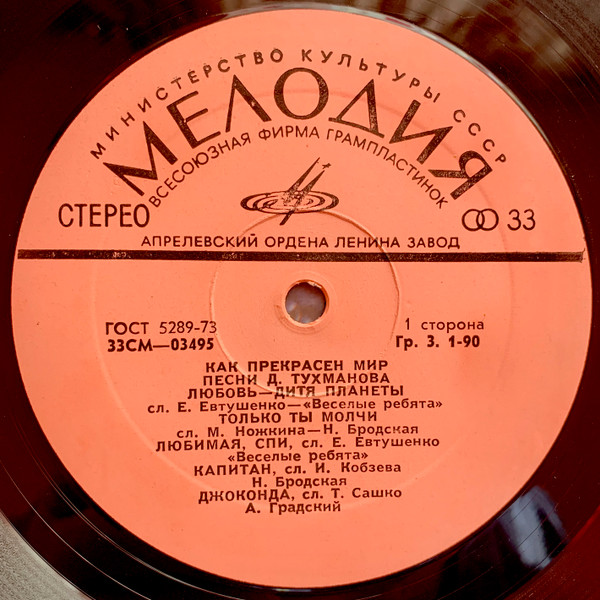 МИНИСТЕРСТВО КУЛЬТУРЫ СССР
МЕЛОДИЯ
ВСЕСОЮЗНАЯ ФИРМА ГРАМПЛАСТИНОК
СТЕРЕО
33
АПРЕЛЕВСКИЙ ОРДЕНА ЛЕНИНА ЗАВОД
ГОСТ 5289-73
1 сторона
33СМ—03495
Гр. 3. 1-90
КАК ПРЕКРАСЕН МИР
ПЕСНИ Д. ТУХМАНОВА
ЛЮБОВЬ—ДИТЯ ПЛАНЕТЫ
сл. Е. Евтушенко—«Веселые ребята»
ТОЛЬКО ТЫ МОЛЧИ
сл. М. Ножкина—Н. Бродская
ЛЮБИМАЯ, СПИ, сл. Е. Евтушенко
«Веселые ребята»
КАПИТАН, сл. И. Кобзева
Н. Бродская
ДЖОКОНДА, сл. Т. Сашко
А. Градский